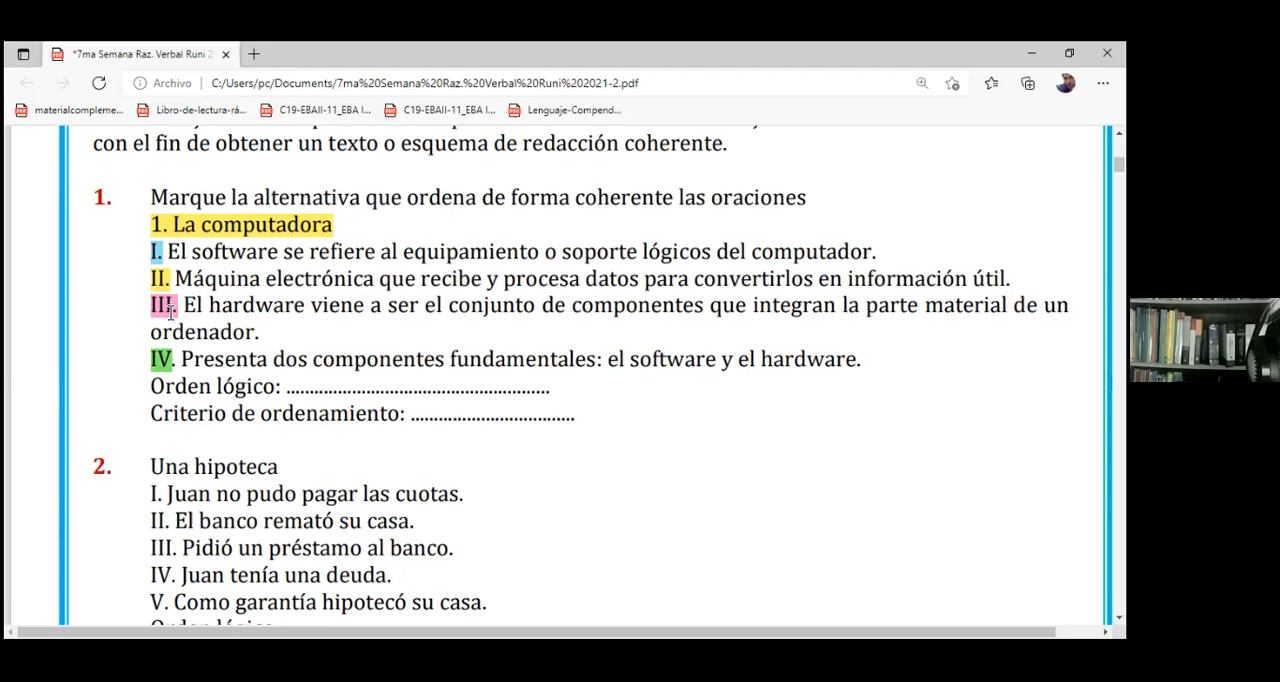 *7ma Semana Raz. Verbal Runi 2
Archivo C:/Users/pc/Documents/7ma%20Semana%20Raz.%20Verbal%20Runi%202021-2.pdf
materialcompleme... Libro-de-lectura-rá... C19-EBAII-11_EBA I... C19-EBAII-11_EBA I... Lenguaje-Compend...
con el fin de obtener un texto o esquema de redacción coherente.
1. Marque la alternativa que ordena de forma coherente las oraciones
1. La computadora
I. El software se refiere al equipamiento o soporte lógicos del computador.
II. Máquina electrónica que recibe y procesa datos para convertirlos en información útil.
III. El hardware viene a ser el conjunto de componentes que integran la parte material de un
ordenador.
IV. Presenta dos componentes fundamentales: el software y el hardware.
Orden lógico: ..........................................................
Criterio de ordenamiento: ....................................
2. Una hipoteca
I. Juan no pudo pagar las cuotas.
II. El banco remató su casa.
III. Pidió un préstamo al banco.
IV. Juan tenía una deuda.
V. Como garantía hipotecó su casa.